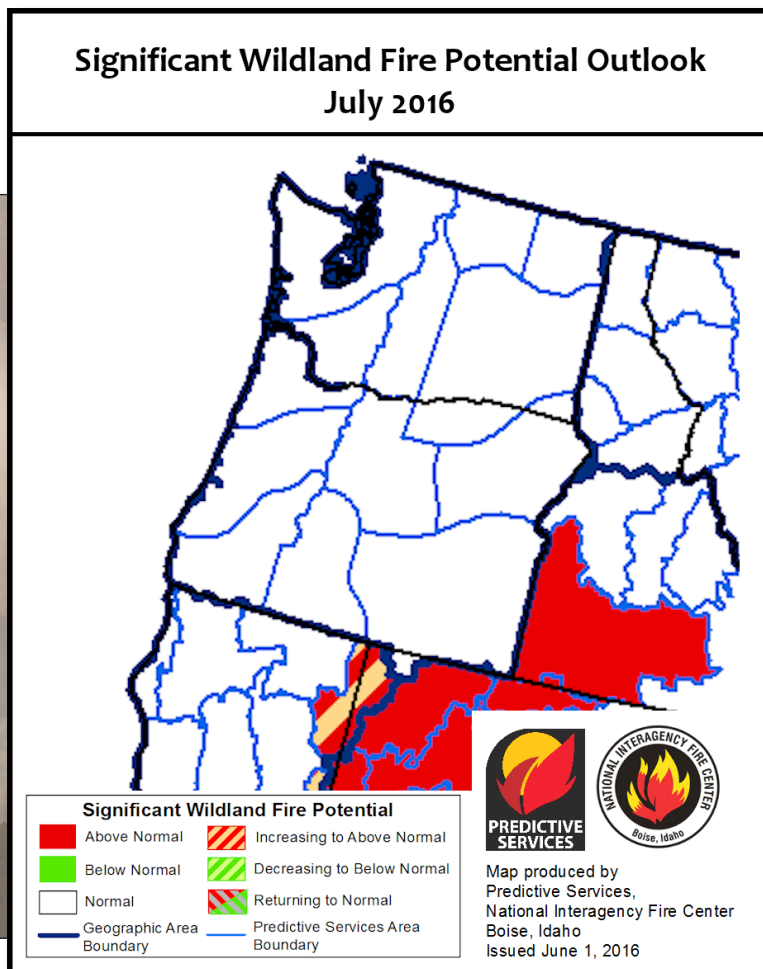 Significant Wildland Fire Potential Outlook
July 2016
Significant Wildland Fire Potential
Above Normal
Increasing to Above Normal
Below Normal
Decreasing to Below Normal
Normal
Returning to Normal
Geographic Area
Boundary
Predictive Services Area
Boundary
PREDICTIVE
SERVICES
NATIONAL INTERAGENCY FIRE CENTER
Boise, Idaho
Map produced by
Predictive Services,
National Interagency Fire Center
Boise, Idaho
Issued June 1, 2016